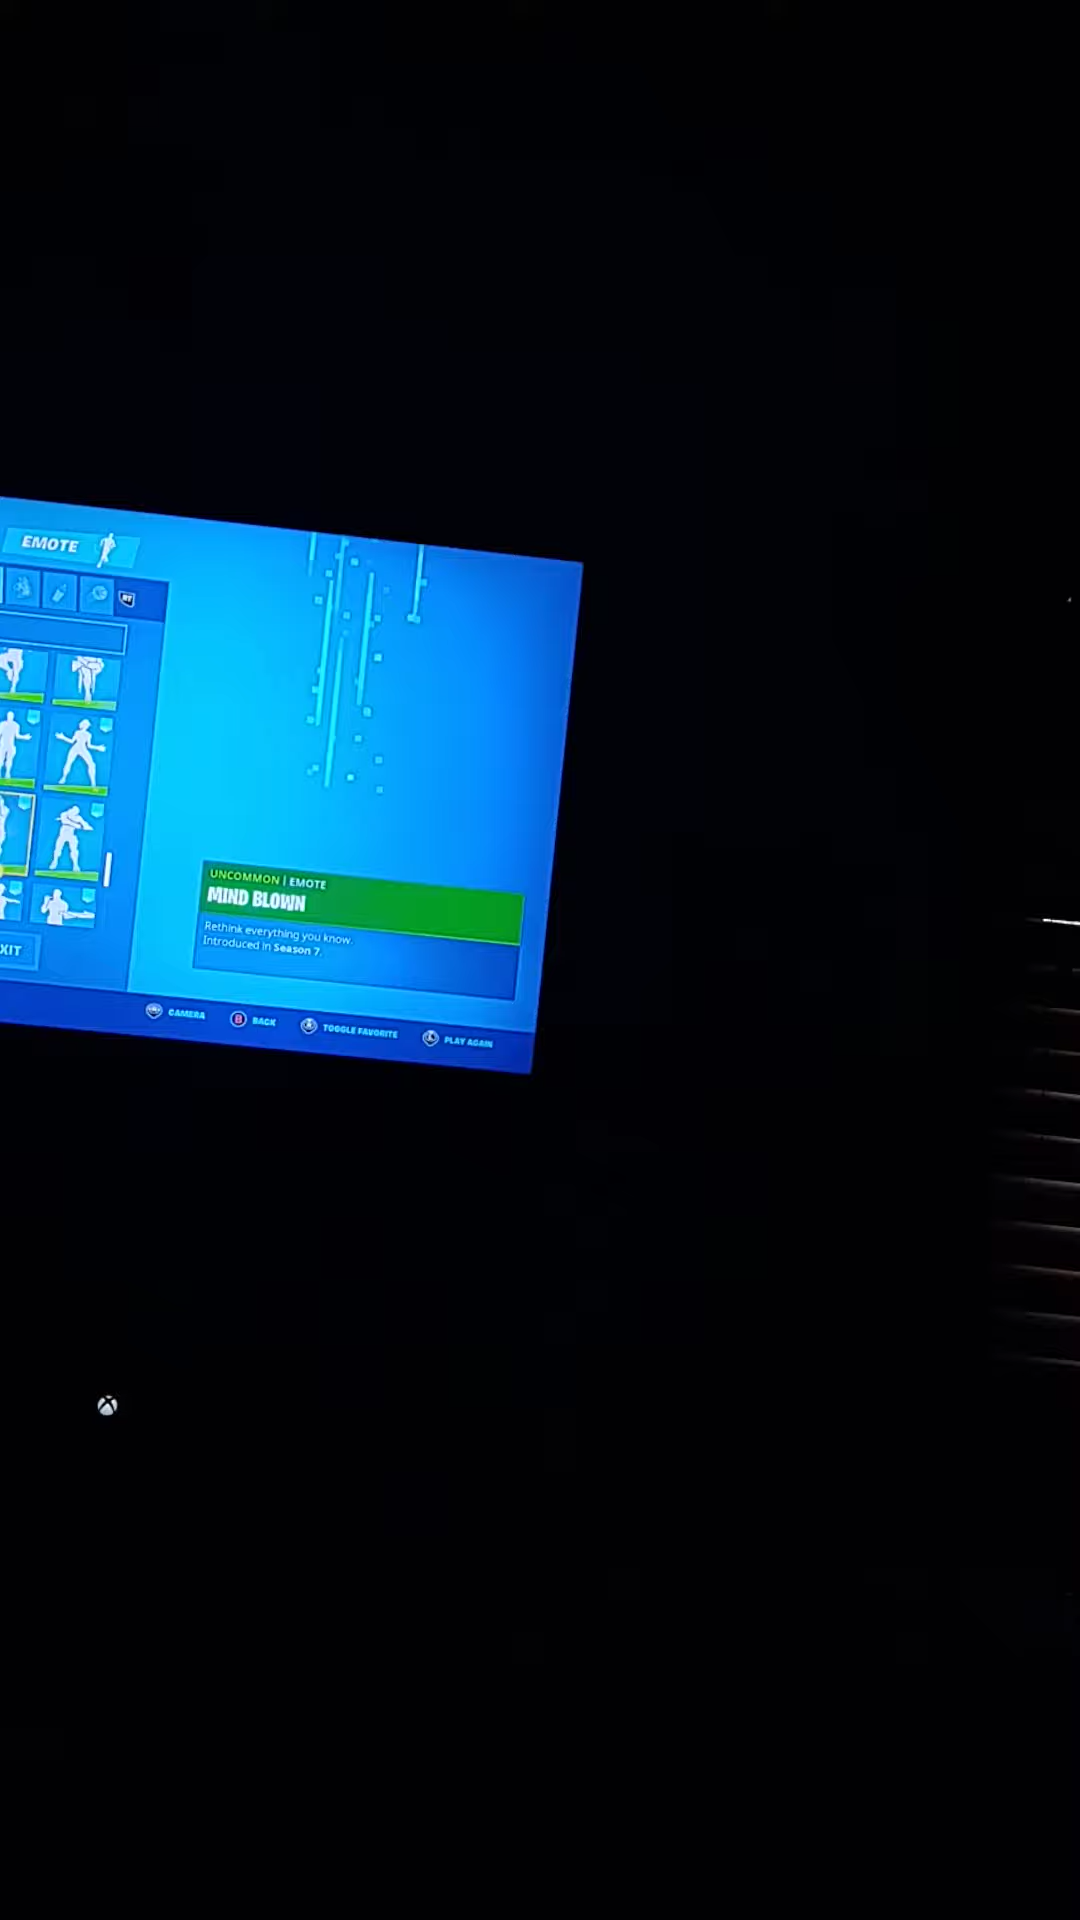 EMOTE
RT
UNCOMMON | EMOTE
MIND BLOWN
Rethink everything you know.
Introduced in Season 7.
XIT
CAMERA
B BACK
TOGGLE FAVORITE
PLAY AGAIN